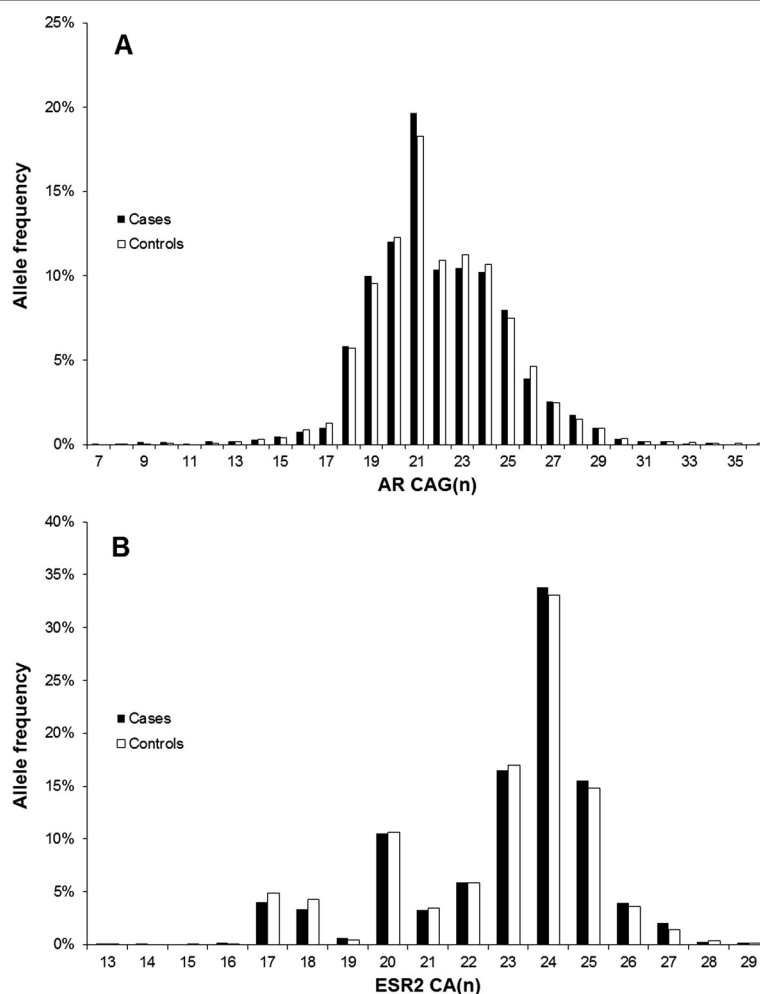 A
25%
20%
15%
10%
5%
0%
Allele frequency
Cases
Controls
7 9 11 13 15 17 19 21 23 25 27 29 31 33 35
AR CAG(n)
B
40%
35%
30%
25%
20%
15%
10%
5%
0%
Allele frequency
Cases
Controls
13 14 15 16 17 18 19 20 21 22 23 24 25 26 27 28 29
ESR2 CA(n)